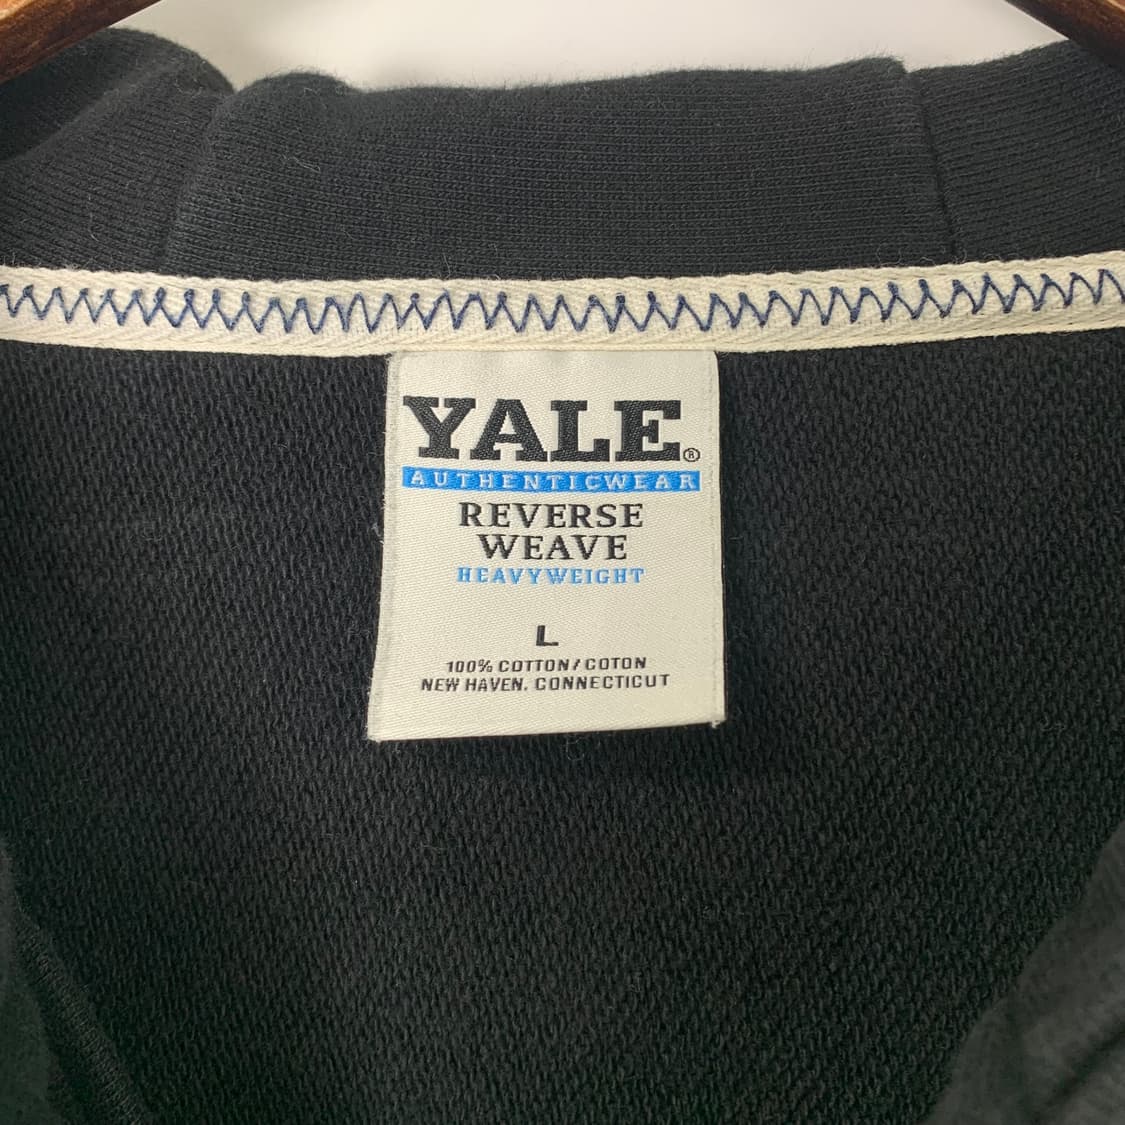 YALE®
AUTHENTICWEAR
REVERSE
WEAVE
HEAVYWEIGHT
L
100% COTTON/COTON
NEW HAVEN. CONNECTICUT